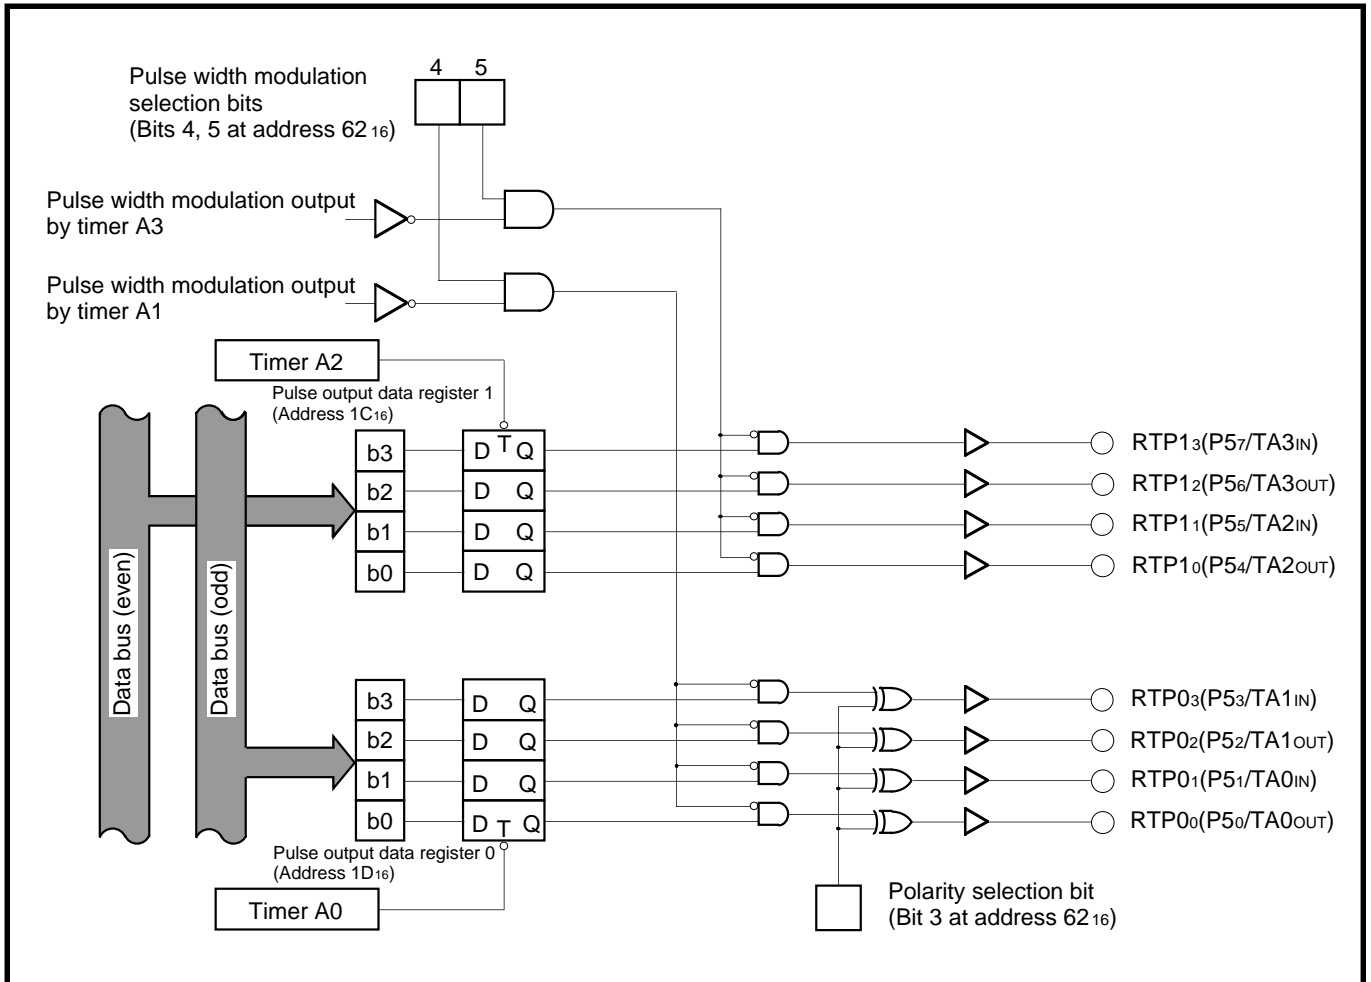 4 5
Pulse width modulation
selection bits
(Bits 4, 5 at address 62₁₆)
Pulse width modulation output
by timer A3
Pulse width modulation output
by timer A1
Timer A2
Pulse output data register 1
(Address 1C₁₆)
Data bus (even)
Data bus (odd)
b3 D T Q RTP1₃(P5₇/TA3IN)
b2 D Q RTP1₂(P5₆/TA3OUT)
b1 D Q RTP1₁(P5₅/TA2IN)
b0 D Q RTP1₀(P5₄/TA2OUT)
b3 D Q RTP0₃(P5₃/TA1IN)
b2 D Q RTP0₂(P5₂/TA1OUT)
b1 D Q RTP0₁(P5₁/TA0IN)
b0 D T Q RTP0₀(P5₀/TA0OUT)
Pulse output data register 0
(Address 1D₁₆)
Timer A0
Polarity selection bit
(Bit 3 at address 62₁₆)